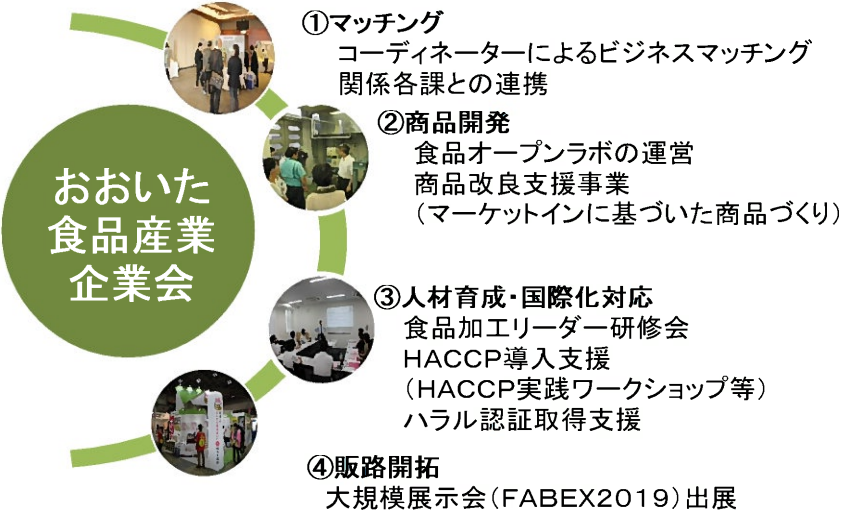 おおいた
食品産業
企業会
①マッチング
コーディネーターによるビジネスマッチング
関係各課との連携
②商品開発
食品オープンラボの運営
商品改良支援事業
（マーケットインに基づいた商品づくり）
③人材育成・国際化対応
食品加工リーダー研修会
HACCP導入支援
（HACCP実践ワークショップ等）
ハラル認証取得支援
④販路開拓
大規模展示会（FABEX2019）出展